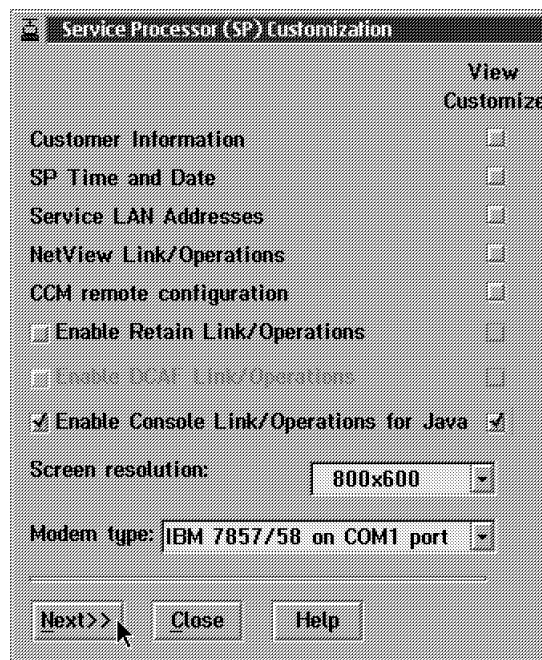 Service Processor (SP) Customization
View
Customize
Customer Information
SP Time and Date
Service LAN Addresses
NetView Link/Operations
CCM remote configuration
Enable Retain Link/Operations
Enable DCAF Link/Operations
Enable Console Link/Operations for Java
Screen resolution: 800x600
Modem type: IBM 7857/58 on COM1 port
Next>> Close Help